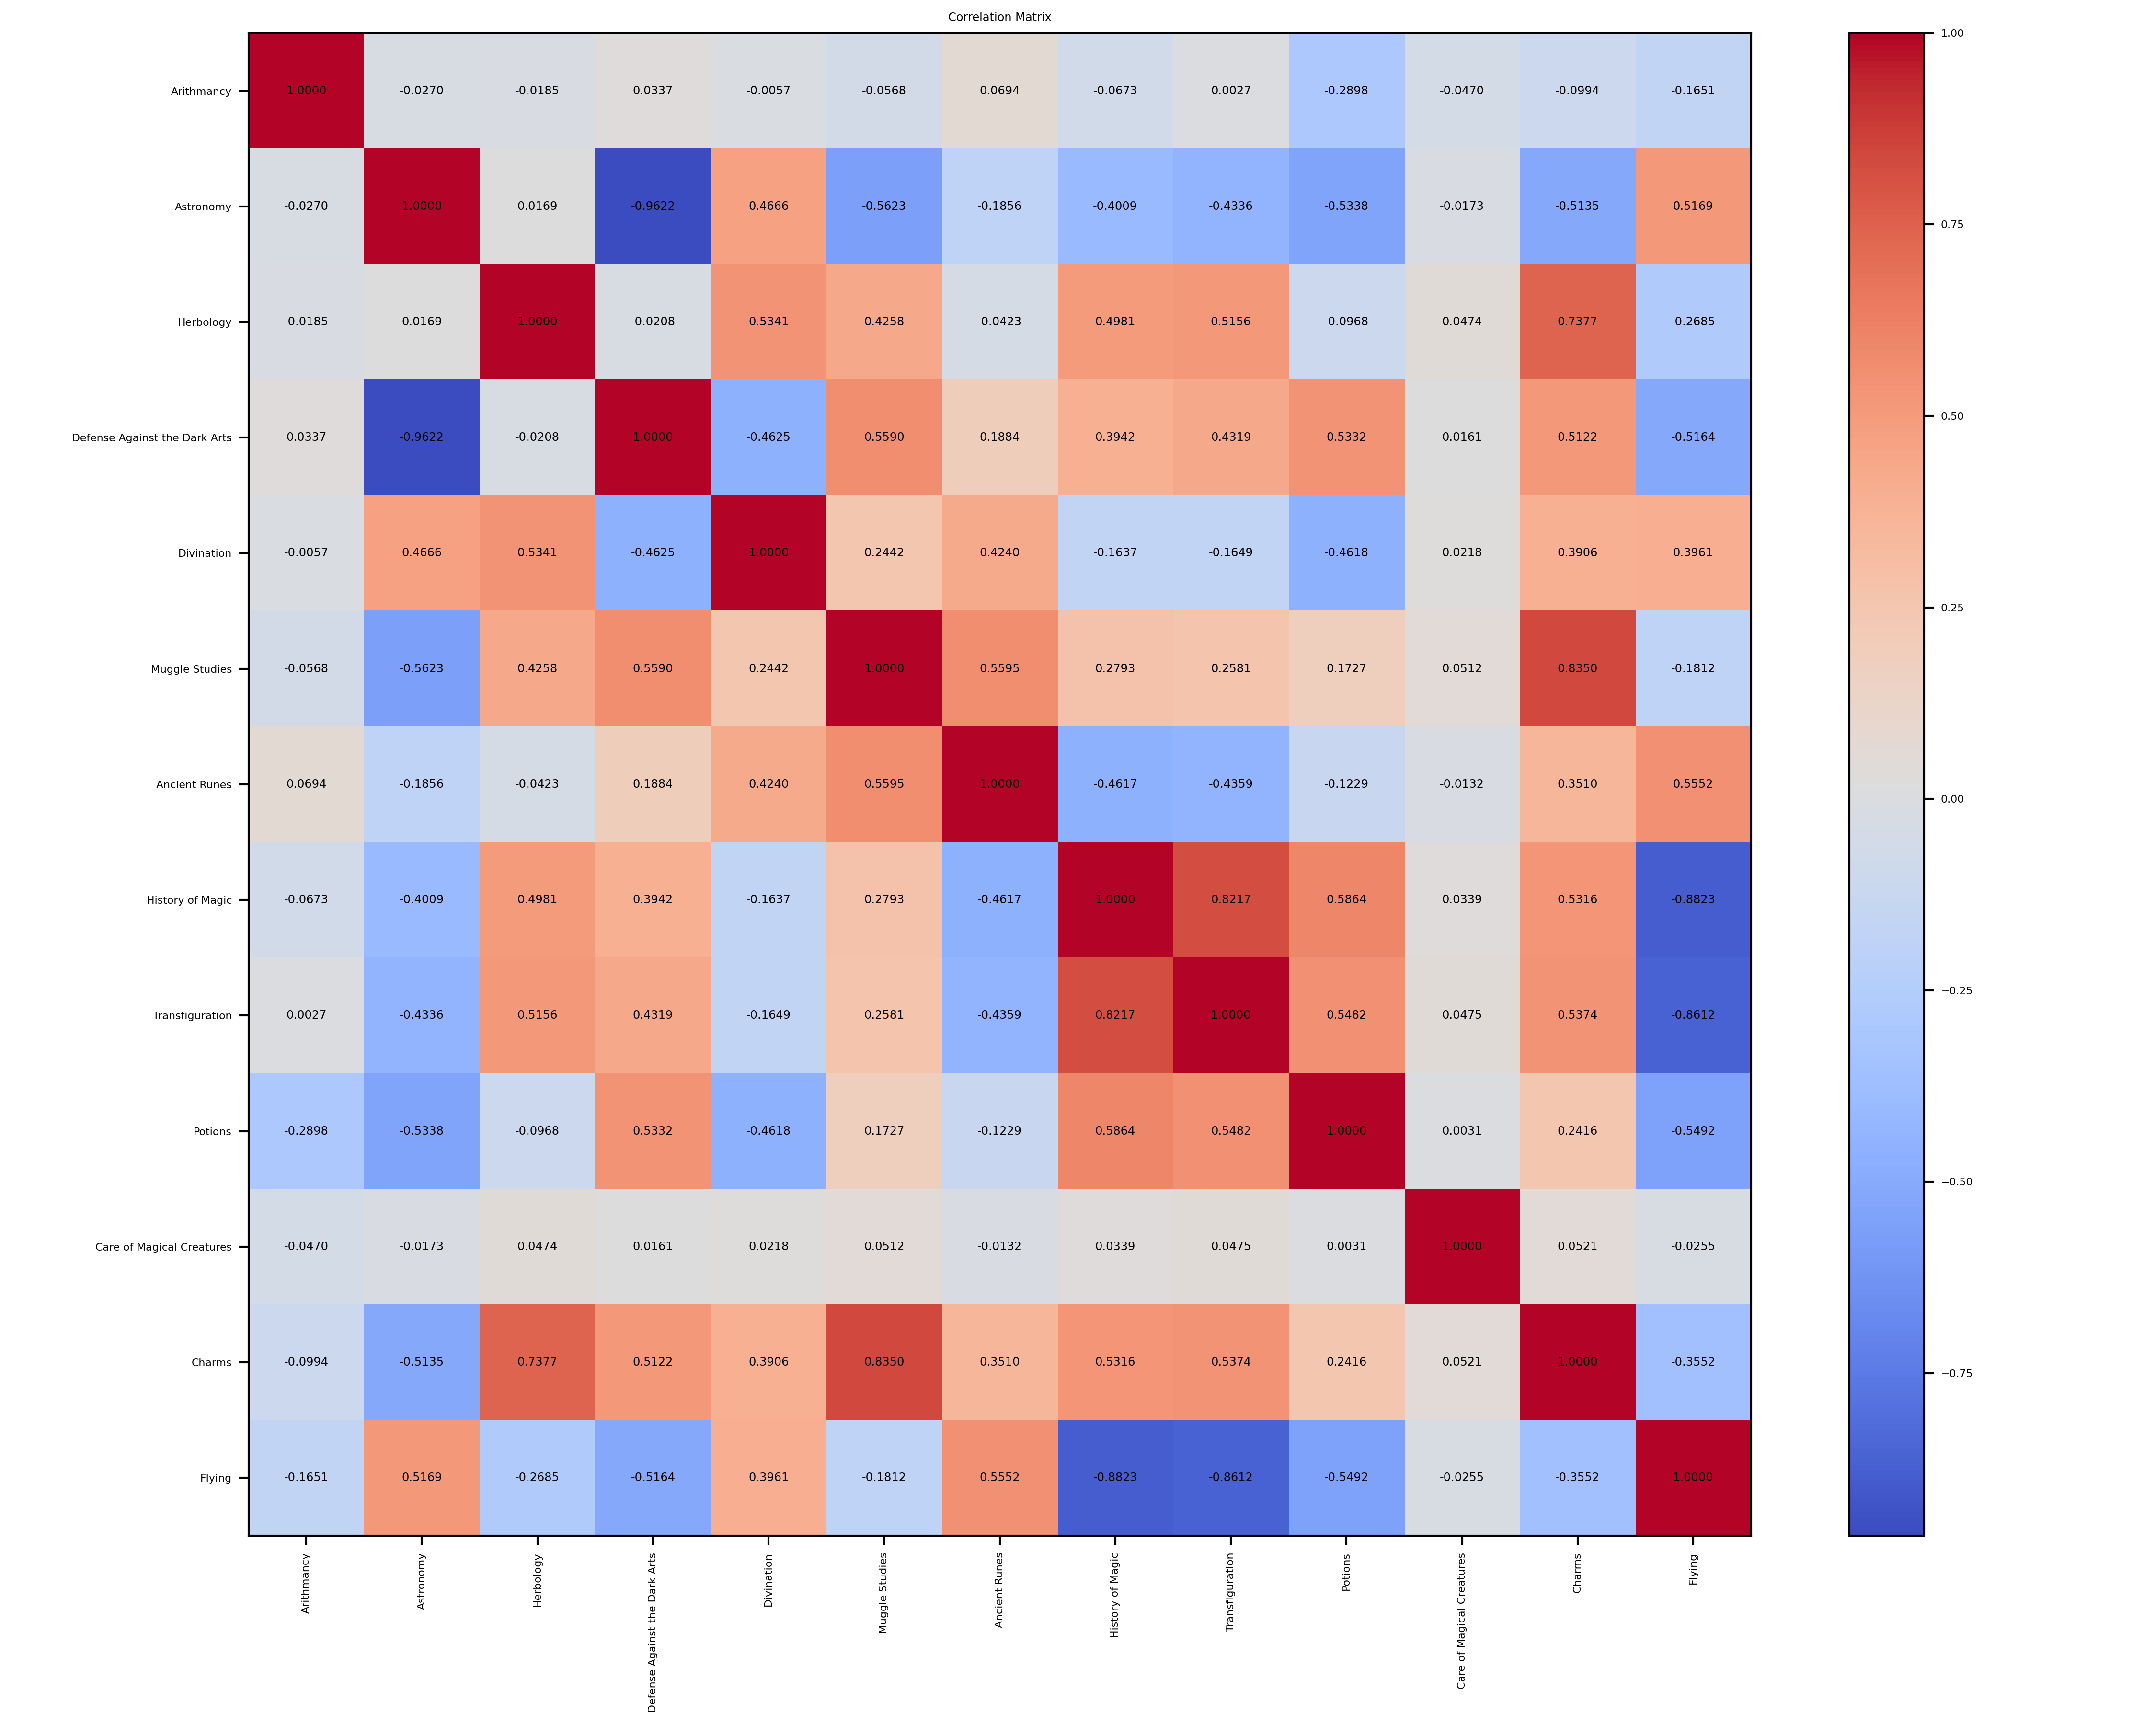 Correlation Matrix
Arithmancy 1.0000 -0.0270 -0.0185 0.0337 -0.0057 -0.0568 0.0694 -0.0673 0.0027 -0.2898 -0.0470 -0.0994 -0.1651
Astronomy -0.0270 1.0000 0.0169 -0.9622 0.4666 -0.5623 -0.1856 -0.4009 -0.4336 -0.5338 -0.0173 -0.5135 0.5169
Herbology -0.0185 0.0169 1.0000 -0.0208 0.5341 0.4258 -0.0423 0.4981 0.5156 -0.0968 0.0474 0.7377 -0.2685
Defense Against the Dark Arts 0.0337 -0.9622 -0.0208 1.0000 -0.4625 0.5590 0.1884 0.3942 0.4319 0.5332 0.0161 0.5122 -0.5164
Divination -0.0057 0.4666 0.5341 -0.4625 1.0000 0.2442 0.4240 -0.1637 -0.1649 -0.4618 0.0218 0.3906 0.3961
Muggle Studies -0.0568 -0.5623 0.4258 0.5590 0.2442 1.0000 0.5595 0.2793 0.2581 0.1727 0.0512 0.8350 -0.1812
Ancient Runes 0.0694 -0.1856 -0.0423 0.1884 0.4240 0.5595 1.0000 -0.4617 -0.4359 -0.1229 -0.0132 0.3510 0.5552
History of Magic -0.0673 -0.4009 0.4981 0.3942 -0.1637 0.2793 -0.4617 1.0000 0.8217 0.5864 0.0339 0.5316 -0.8823
Transfiguration 0.0027 -0.4336 0.5156 0.4319 -0.1649 0.2581 -0.4359 0.8217 1.0000 0.5482 0.0475 0.5374 -0.8612
Potions -0.2898 -0.5338 -0.0968 0.5332 -0.4618 0.1727 -0.1229 0.5864 0.5482 1.0000 0.0031 0.2416 -0.5492
Care of Magical Creatures -0.0470 -0.0173 0.0474 0.0161 0.0218 0.0512 -0.0132 0.0339 0.0475 0.0031 1.0000 0.0521 -0.0255
Charms -0.0994 -0.5135 0.7377 0.5122 0.3906 0.8350 0.3510 0.5316 0.5374 0.2416 0.0521 1.0000 -0.3552
Flying -0.1651 0.5169 -0.2685 -0.5164 0.3961 -0.1812 0.5552 -0.8823 -0.8612 -0.5492 -0.0255 -0.3552 1.0000
Arithmancy
Astronomy
Herbology
Defense Against the Dark Arts
Divination
Muggle Studies
Ancient Runes
History of Magic
Transfiguration
Potions
Care of Magical Creatures
Charms
Flying
1.00
0.75
0.50
0.25
0.00
−0.25
−0.50
−0.75